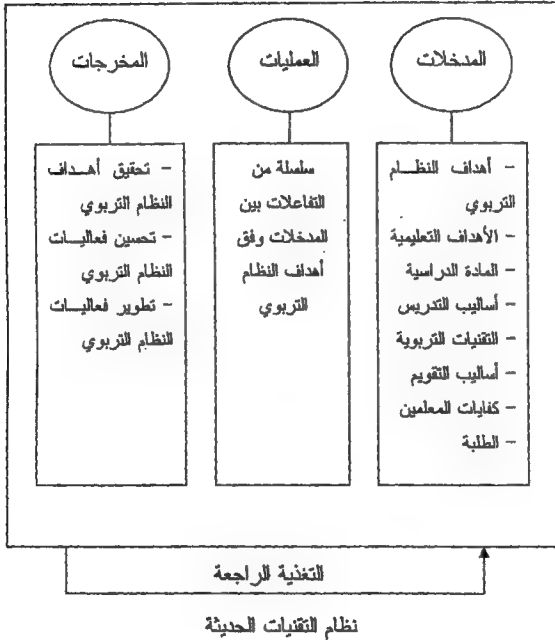 المدخلات
العمليات
المخرجات
- أهداف النظام
التربوي
- الأهداف التعليمية
- المادة الدراسية
- أساليب التدريس
- التقنيات التربوية
- أساليب التقويم
- كفايات المعلمين
- الطلبة
سلسلة من
التفاعلات بين
المدخلات وفق
أهداف النظام
التربوي
- تحقيق أهداف
النظام التربوي
- تحسين فعاليات
النظام التربوي
- تطوير فعاليات
النظام التربوي
التغذية الراجعة
نظام التقنيات الحديثة